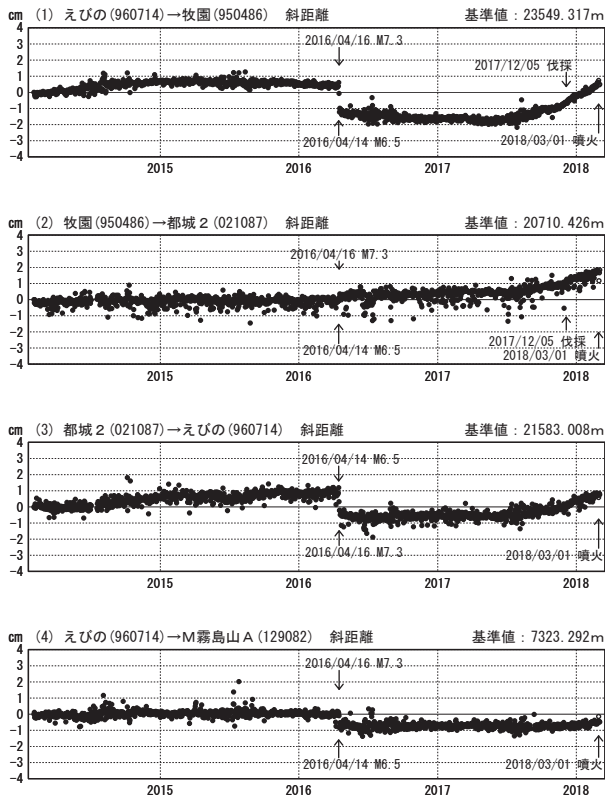 cm (1) えびの(960714)→牧園(950486) 斜距離 基準値：23549.317m
4
3
2
1
0
-1
-2
-3
-4
2016/04/16 M7.3
2017/12/05 伐採
2016/04/14 M6.5
2018/03/01 噴火
2015 2016 2017 2018
cm (2) 牧園(950486)→都城２(021087) 斜距離 基準値：20710.426m
4
3
2
1
0
-1
-2
-3
-4
2016/04/16 M7.3
2016/04/14 M6.5
2017/12/05 伐採
2018/03/01 噴火
2015 2016 2017 2018
cm (3) 都城２(021087)→えびの(960714) 斜距離 基準値：21583.008m
4
3
2
1
0
-1
-2
-3
-4
2016/04/14 M6.5
2016/04/16 M7.3
2018/03/01 噴火
2015 2016 2017 2018
cm (4) えびの(960714)→Ｍ霧島山Ａ(129082) 斜距離 基準値：7323.292m
4
3
2
1
0
-1
-2
-3
-4
2016/04/16 M7.3
2016/04/14 M6.5
2018/03/01 噴火
2015 2016 2017 2018